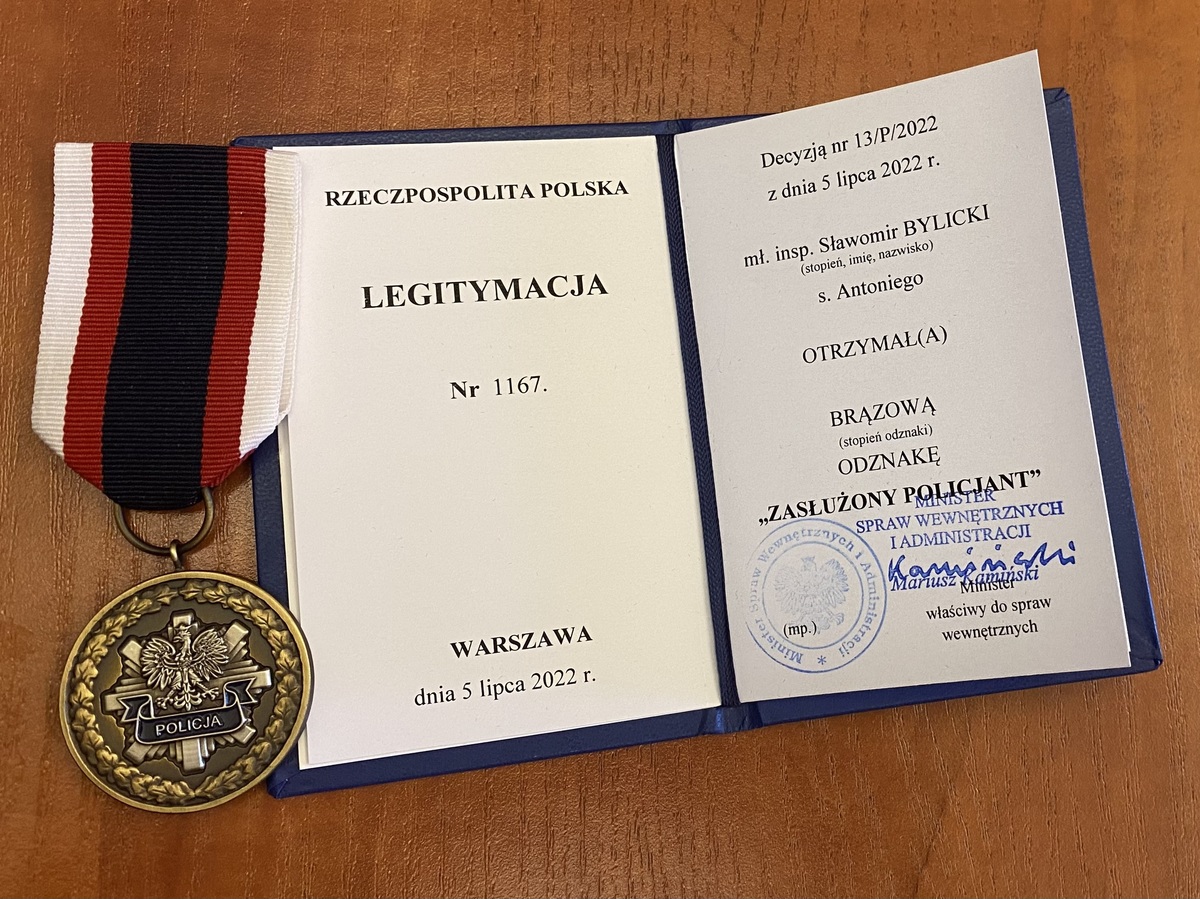 RZECZPOSPOLITA POLSKA
LEGITYMACJA
Nr 1167.
WARSZAWA
dnia 5 lipca 2022 r.
Decyzją nr 13/P/2022
z dnia 5 lipca 2022 r.
mł. insp. Sławomir BYLICKI
(stopień, imię, nazwisko)
s. Antoniego
OTRZYMAŁ(A)
BRĄZOWĄ
(stopień odznaki)
ODZNAKĘ
„ZASŁUŻONY POLICJANT”
MINISTER
SPRAW WEWNĘTRZNYCH
I ADMINISTRACJI
Kamiński
Mariusz Kamiński
Minister
właściwy do spraw
wewnętrznych
(mp.)
Minister Spraw Wewnętrznych i Administracji *
POLICJA